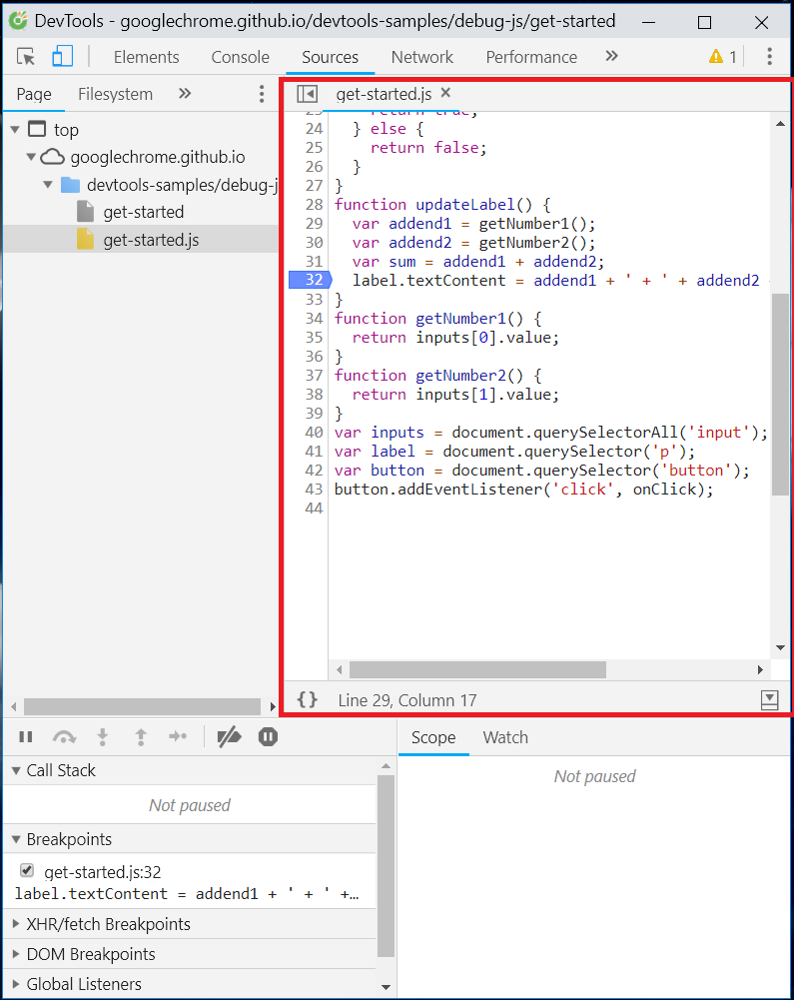 DevTools - googlechrome.github.io/devtools-samples/debug-js/get-started
Elements Console Sources Network Performance » 1
Page Filesystem »
top
googlechrome.github.io
devtools-samples/debug-j
get-started
get-started.js
get-started.js ×
23 return true;
24 } else {
25 return false;
26 }
27 }
28 function updateLabel() {
29 var addend1 = getNumber1();
30 var addend2 = getNumber2();
31 var sum = addend1 + addend2;
32 label.textContent = addend1 + ' + ' + addend2
33 }
34 function getNumber1() {
35 return inputs[0].value;
36 }
37 function getNumber2() {
38 return inputs[1].value;
39 }
40 var inputs = document.querySelectorAll('input');
41 var label = document.querySelector('p');
42 var button = document.querySelector('button');
43 button.addEventListener('click', onClick);
44
{} Line 29, Column 17
Call Stack
Not paused
Breakpoints
get-started.js:32
label.textContent = addend1 + ' + ' +…
XHR/fetch Breakpoints
DOM Breakpoints
Global Listeners
Scope Watch
Not paused